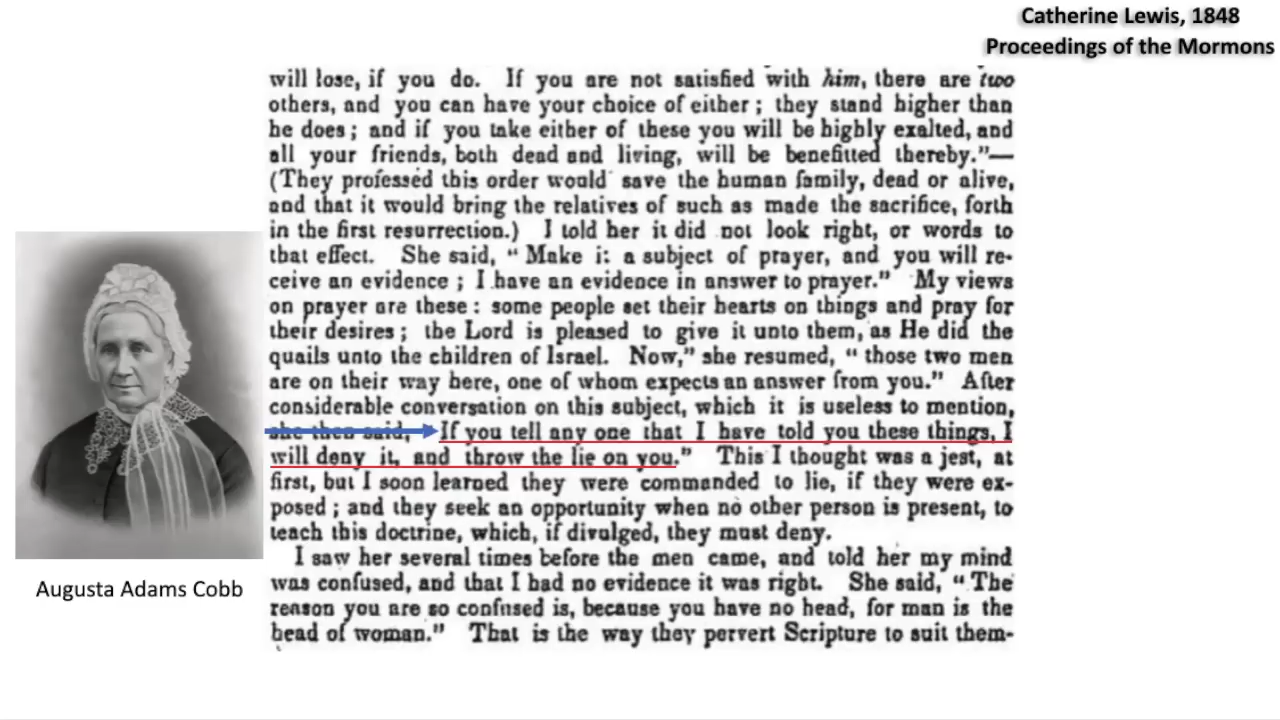 Catherine Lewis, 1848
Proceedings of the Mormons
will lose, if you do. If you are not satisfied with him, there are two
others, and you can have your choice of either; they stand higher than
he does; and if you take either of these you will be highly exalted, and
all your friends, both dead and living, will be benefitted thereby."—
(They professed this order would save the human family, dead or alive,
and that it would bring the relatives of such as made the sacrifice, forth
in the first resurrection.) I told her it did not look right, or words to
that effect. She said, "Make it a subject of prayer, and you will re-
ceive an evidence; I have an evidence in answer to prayer." My views
on prayer are these: some people set their hearts on things and pray for
their desires; the Lord is pleased to give it unto them, as He did the
quails unto the children of Israel. Now," she resumed, "those two men
are on their way here, one of whom expects an answer from you." After
considerable conversation on this subject, which it is useless to mention,
she then said, If you tell any one that I have told you these things, I
will deny it, and throw the lie on you." This I thought was a jest, at
first, but I soon learned they were commanded to lie, if they were ex-
posed; and they seek an opportunity when no other person is present, to
teach this doctrine, which, if divulged, they must deny.
I saw her several times before the men came, and told her my mind
was confused, and that I had no evidence it was right. She said, "The
reason you are so confused is, because you have no head, for man is the
head of woman." That is the way they pervert Scripture to suit them-
Augusta Adams Cobb